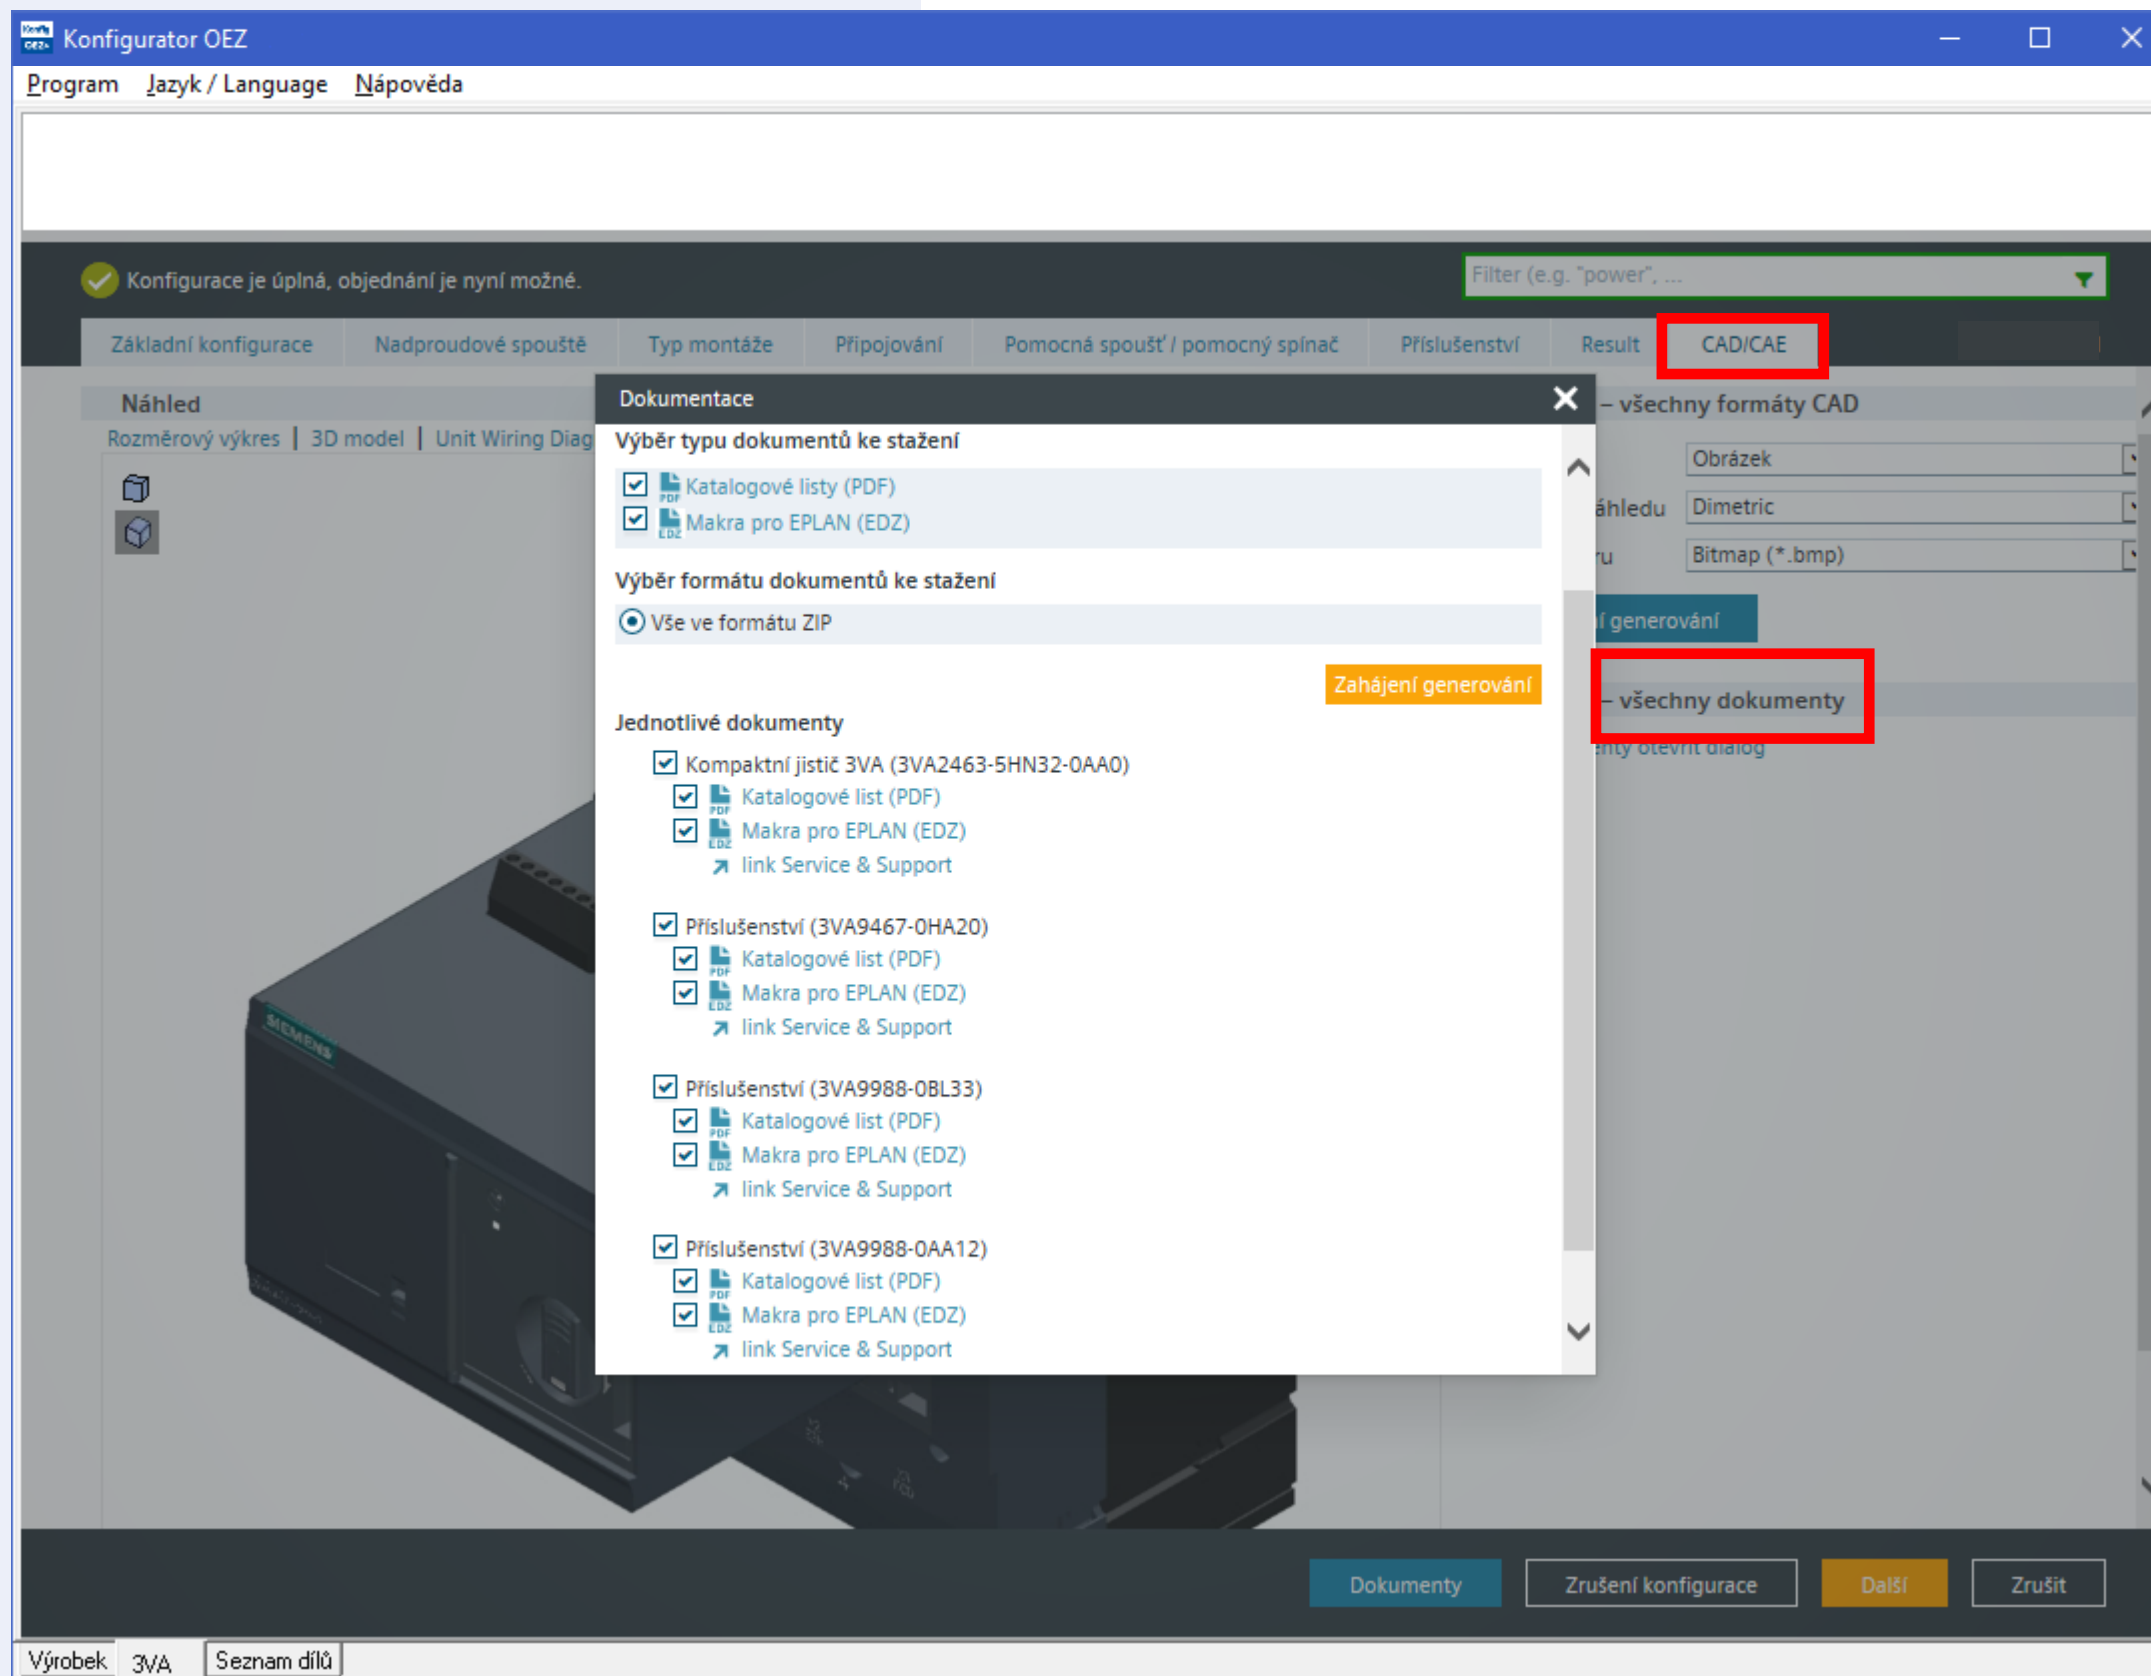 Konfigurator OEZ
Program Jazyk / Language Nápověda
Konfigurace je úplná, objednání je nyní možné.
Filter (e.g. "power", ...
Základní konfigurace Nadproudové spouště Typ montáže Připojování Pomocná spoušť / pomocný spínač Příslušenství Result CAD/CAE
Náhled
Rozměrový výkres | 3D model | Unit Wiring Diag
Dokumentace
Výběr typu dokumentů ke stažení
Katalogové listy (PDF)
Makra pro EPLAN (EDZ)
Výběr formátu dokumentů ke stažení
Vše ve formátu ZIP
Zahájení generování
Jednotlivé dokumenty
Kompaktní jistič 3VA (3VA2463-5HN32-0AA0)
Katalogové list (PDF)
Makra pro EPLAN (EDZ)
link Service & Support
Příslušenství (3VA9467-0HA20)
Katalogové list (PDF)
Makra pro EPLAN (EDZ)
link Service & Support
Příslušenství (3VA9988-0BL33)
Katalogové list (PDF)
Makra pro EPLAN (EDZ)
link Service & Support
Příslušenství (3VA9988-0AA12)
Katalogové list (PDF)
Makra pro EPLAN (EDZ)
link Service & Support
– všechny formáty CAD
Obrázek
áhledu Dimetric
ru Bitmap (*.bmp)
í generování
– všechny dokumenty
enty otevřít dialog
SIEMENS
Dokumenty Zrušení konfigurace Další Zrušit
Výrobek 3VA Seznam dílů